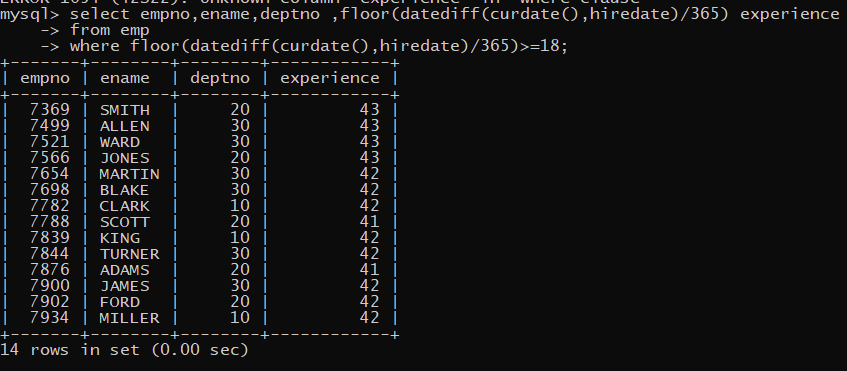 ERROR 1054 (42S22): Unknown column 'experience' in 'where clause'
mysql> select empno,ename,deptno ,floor(datediff(curdate(),hiredate)/365) experience
    -> from emp
    -> where floor(datediff(curdate(),hiredate)/365)>=18;
+-------+--------+--------+------------+
| empno | ename  | deptno | experience |
+-------+--------+--------+------------+
|  7369 | SMITH  |     20 |         43 |
|  7499 | ALLEN  |     30 |         43 |
|  7521 | WARD   |     30 |         43 |
|  7566 | JONES  |     20 |         43 |
|  7654 | MARTIN |     30 |         42 |
|  7698 | BLAKE  |     30 |         42 |
|  7782 | CLARK  |     10 |         42 |
|  7788 | SCOTT  |     20 |         41 |
|  7839 | KING   |     10 |         42 |
|  7844 | TURNER |     30 |         42 |
|  7876 | ADAMS  |     20 |         41 |
|  7900 | JAMES  |     30 |         42 |
|  7902 | FORD   |     20 |         42 |
|  7934 | MILLER |     10 |         42 |
+-------+--------+--------+------------+
14 rows in set (0.00 sec)